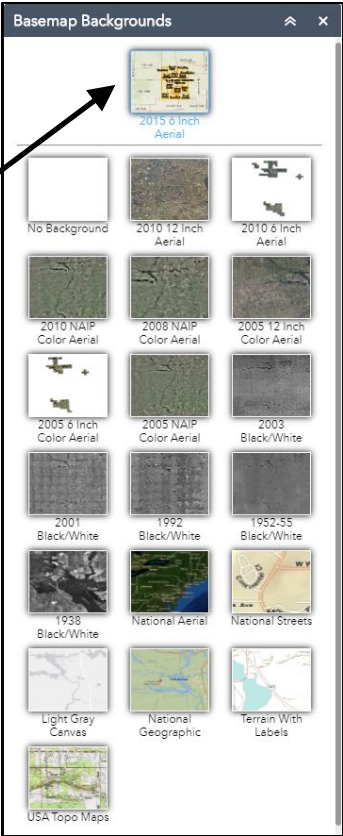 Basemap Backgrounds
2015 6 Inch
Aerial
No Background
2010 12 Inch
Aerial
2010 6 Inch
Aerial
2010 NAIP
Color Aerial
2008 NAIP
Color Aerial
2005 12 Inch
Color Aerial
2005 6 Inch
Color Aerial
2005 NAIP
Color Aerial
2003
Black/White
2001
Black/White
1992
Black/White
1952-55
Black/White
1938
Black/White
National Aerial
National Streets
Light Gray
Canvas
National
Geographic
Terrain With
Labels
USA Topo Maps